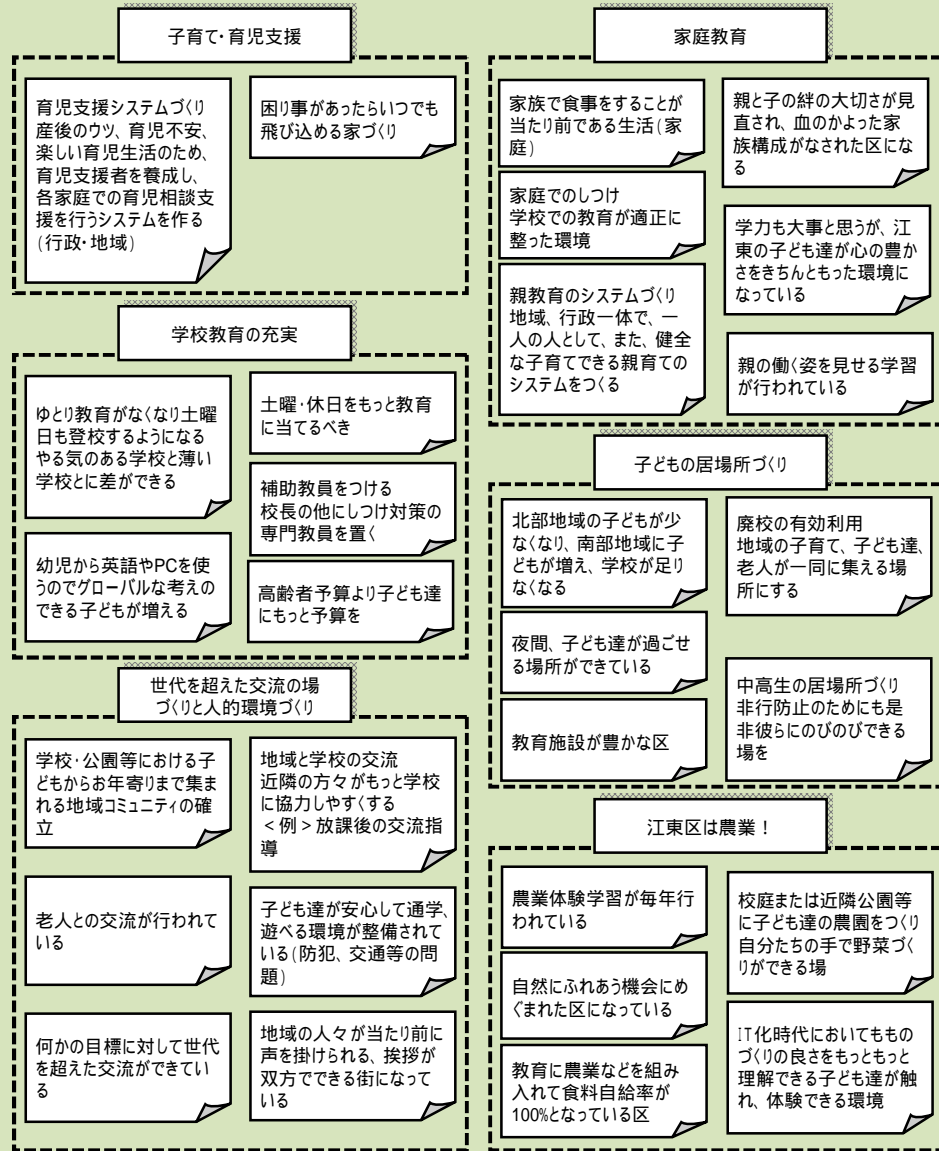 子育て・育児支援
育児支援システムづくり
産後のウツ、育児不安、
楽しい育児生活のため、
育児支援者を養成し、
各家庭での育児相談支
援を行うシステムを作る
(行政・地域)
困り事があったらいつでも
飛び込める家づくり
学校教育の充実
ゆとり教育がなくなり土曜
日も登校するようになる
やる気のある学校と薄い
学校とに差ができる
土曜・休日をもっと教育
に当てるべき
補助教員をつける
校長の他にしつけ対策の
専門教員を置く
幼児から英語やPCを使
うのでグローバルな考えの
できる子どもが増える
高齢者予算より子ども達
にもっと予算を
世代を超えた交流の場
づくりと人的環境づくり
学校・公園等における子
どもからお年寄りまで集ま
れる地域コミュニティの確
立
地域と学校の交流
近隣の方々がもっと学校
に協力しやすくする
<例>放課後の交流指
導
老人との交流が行われて
いる
子ども達が安心して通学、
遊べる環境が整備されて
いる(防犯、交通等の問
題)
何かの目標に対して世代
を超えた交流ができてい
る
地域の人々が当たり前に
声を掛けられる、挨拶が
双方でできる街になって
いる
家庭教育
家族で食事をすることが
当たり前である生活(家
庭)
親と子の絆の大切さが見
直され、血のかよった家
族構成がなされた区にな
る
家庭でのしつけ
学校での教育が適正に
整った環境
学力も大事と思うが、江
東の子ども達が心の豊か
さをきちんともった環境に
なっている
親教育のシステムづくり
地域、行政一体で、一
人の人として、また、健全
な子育てできる親育ての
システムをつくる
親の働く姿を見せる学習
が行われている
子どもの居場所づくり
北部地域の子どもが少
なくなり、南部地域に子
どもが増え、学校が足り
なくなる
廃校の有効利用
地域の子育て、子ども達、
老人が一同に集える場
所にする
夜間、子ども達が過ごせ
る場所ができている
中高生の居場所づくり
非行防止のためにも是
非彼らにのびのびできる
場を
教育施設が豊かな区
江東区は農業!
農業体験学習が毎年行
われている
校庭または近隣公園等
に子ども達の農園をつくり
自分たちの手で野菜づく
りができる場
自然にふれあう機会にめ
ぐまれた区になっている
IT化時代においてももの
づくりの良さをもっともっと
理解できる子ども達が触
れ、体験できる環境
教育に農業などを組み
入れて食料自給率が
100%となっている区